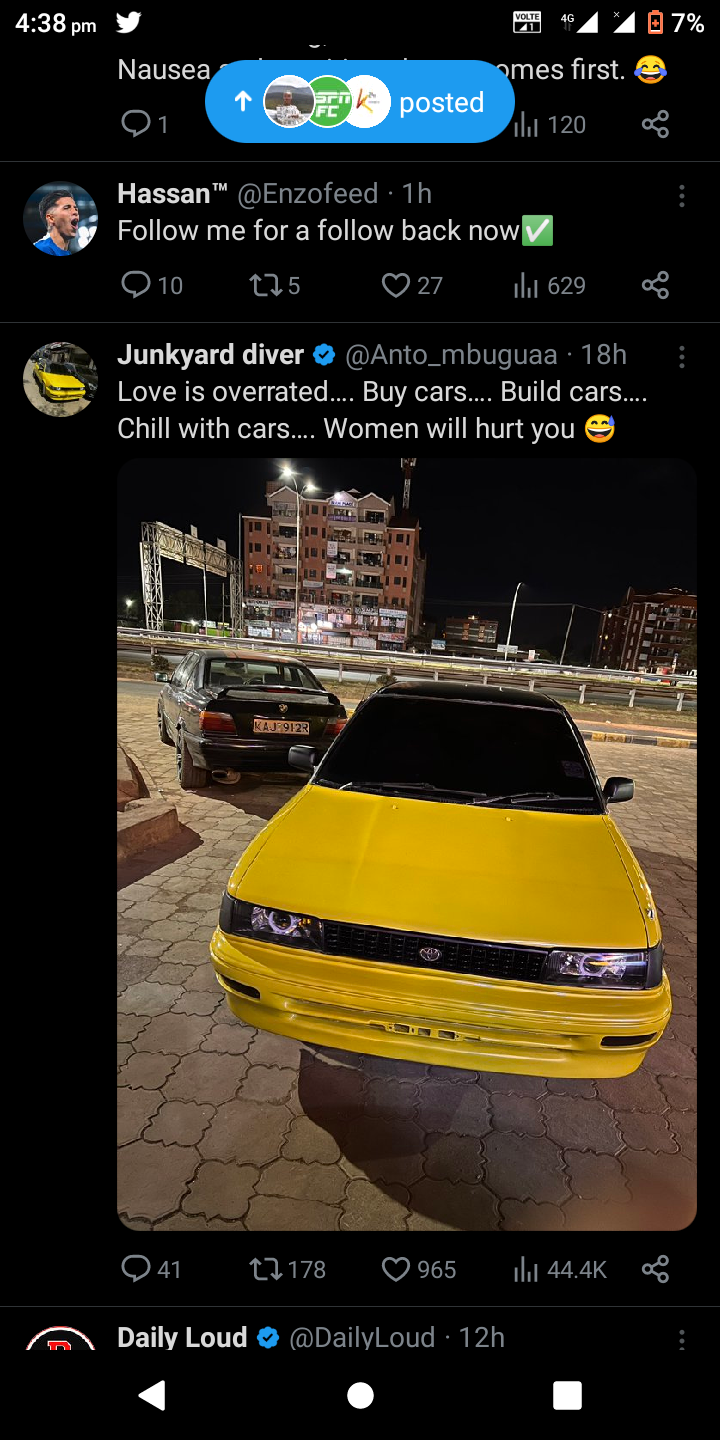 4:38 pm
VOLTE
4G
7%
Nausea
omes first. 😂
posted
1
120
Hassan™ @Enzofeed · 1h
Follow me for a follow back now✅
10 5 27 629
Junkyard diver @Anto_mbuguaa · 18h
Love is overrated.... Buy cars.... Build cars....
Chill with cars.... Women will hurt you 😅
KAJ 912R
41 178 965 44.4K
Daily Loud @DailyLoud · 12h